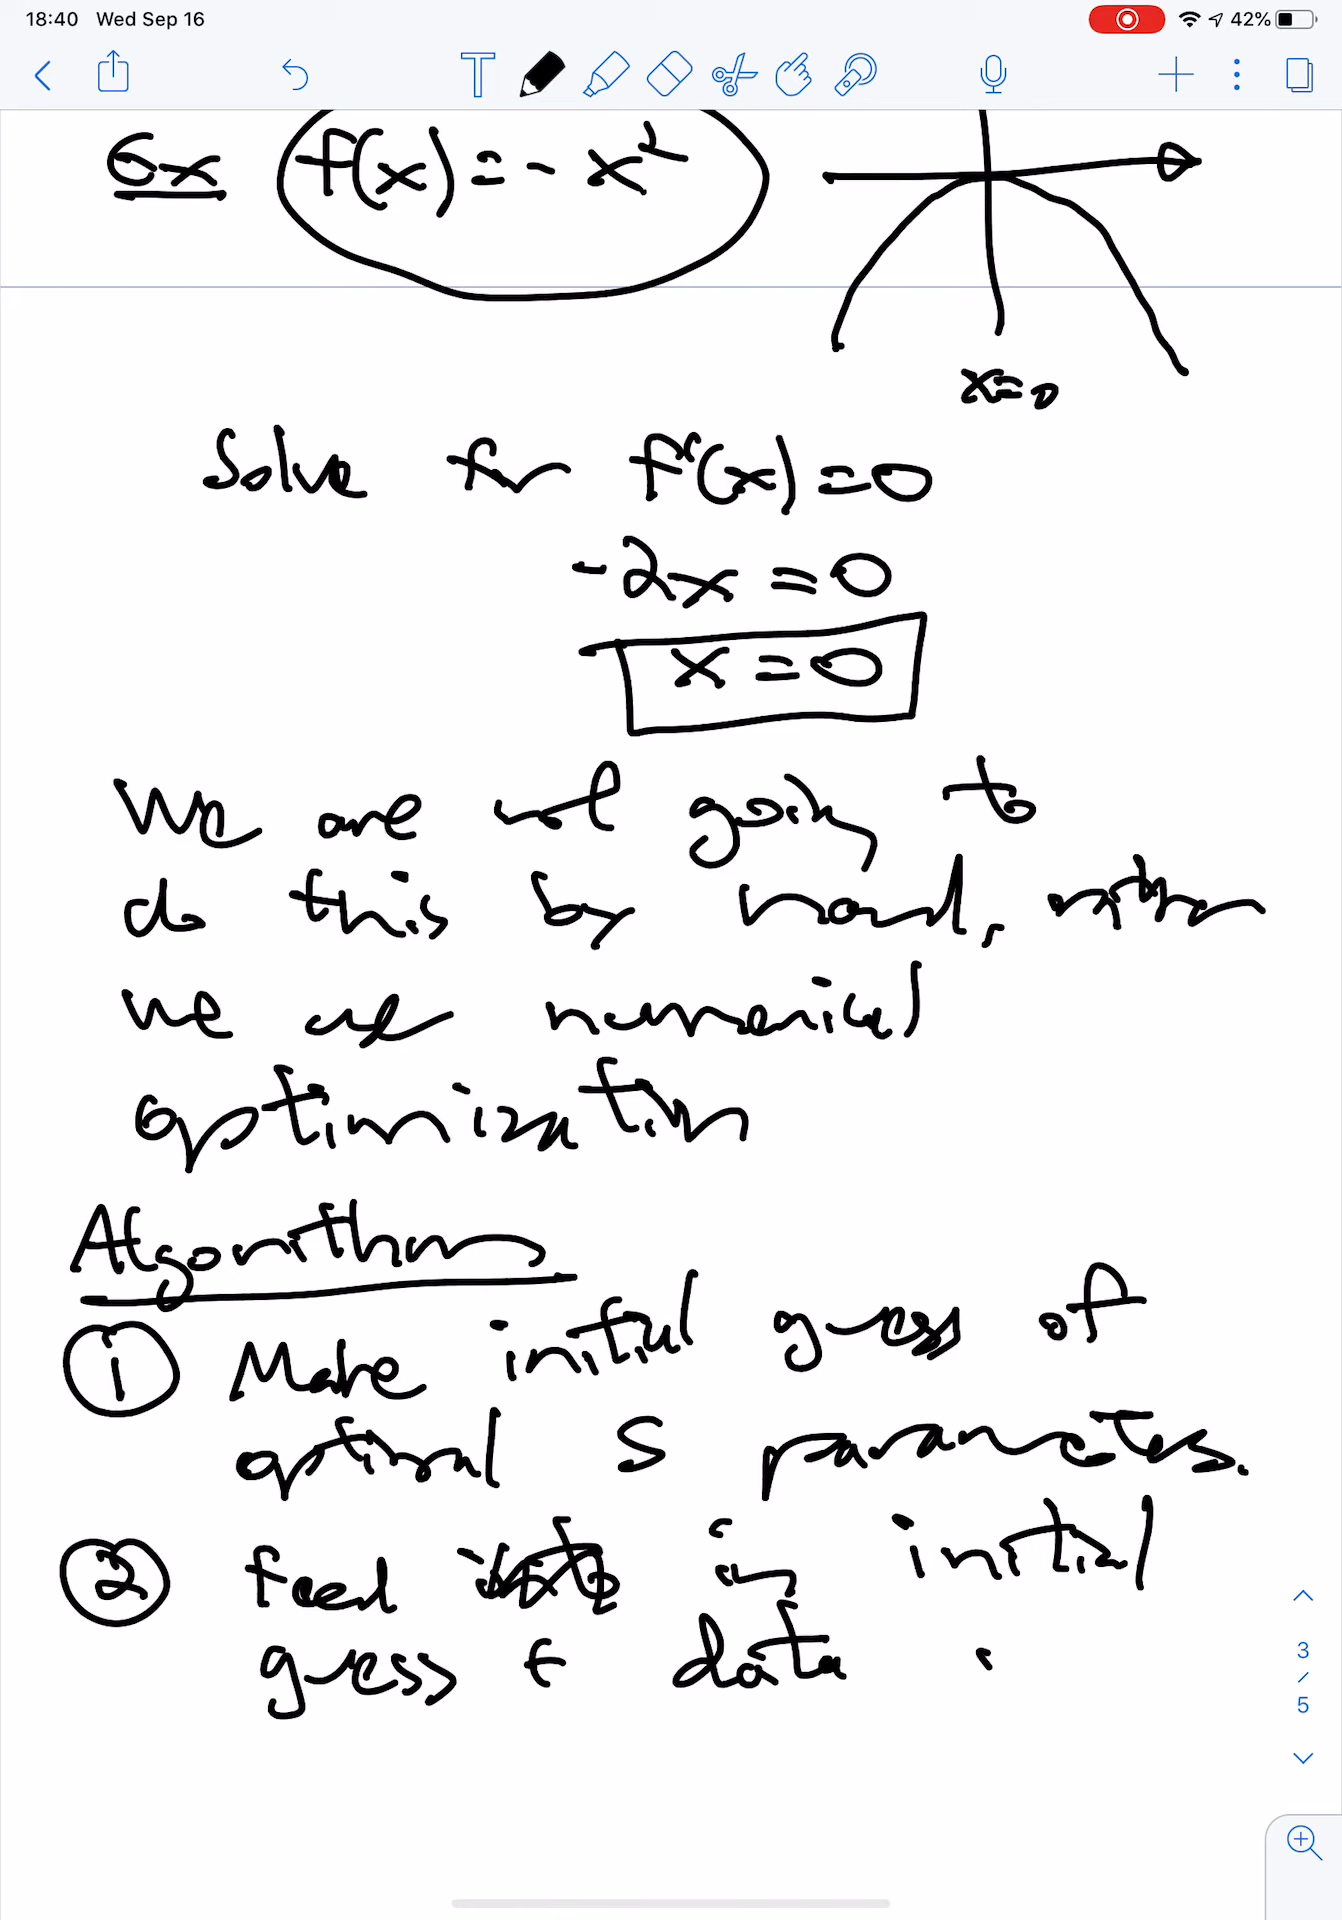 18:40 Wed Sep 16 42%
T
Ex f(x) = - x²
x=0
Solve for f'(x) = 0
-2x = 0
x = 0
We are not going to
do this by hand, rather
we use numerical
optimization
Algorithms
① Make initial guess of
optimal S parameters.
② feed in initial
guess + data
3
/
5